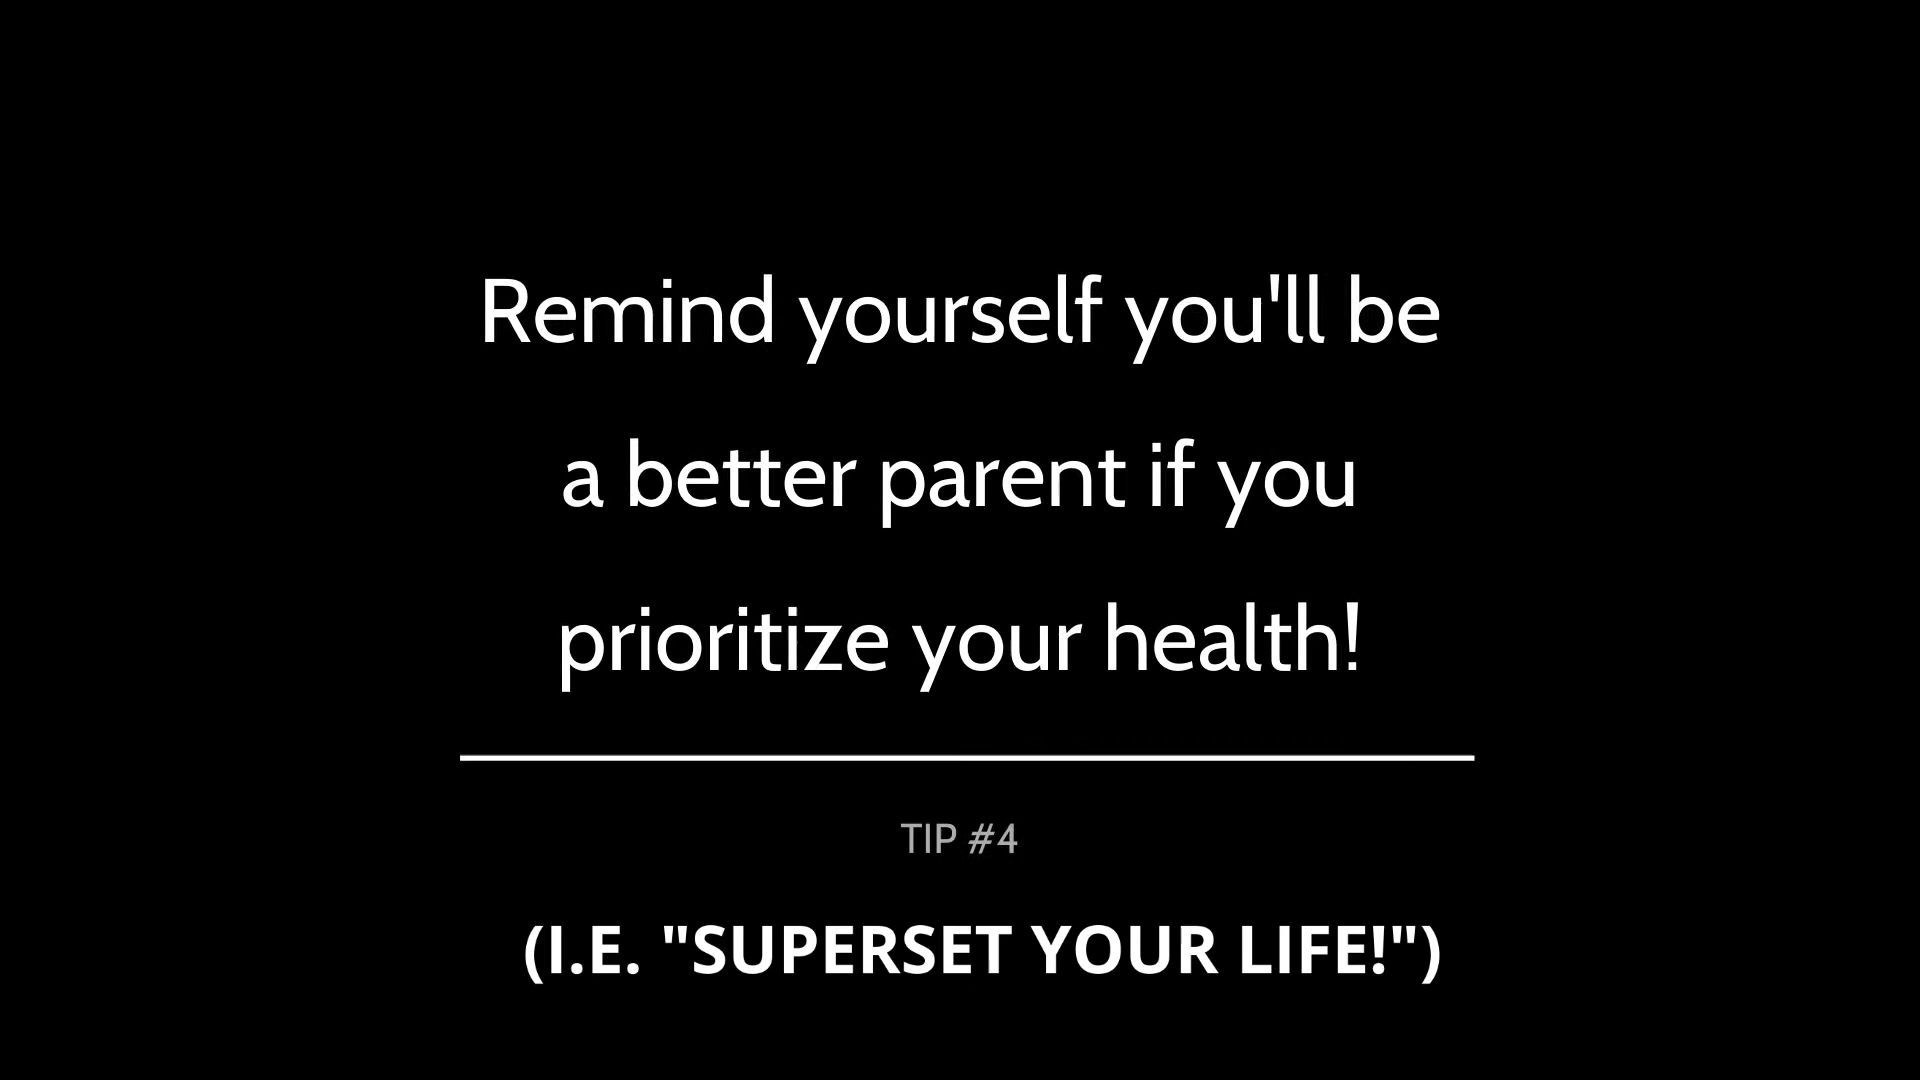 Remind yourself you'll be
a better parent if you
prioritize your health!
TIP #4
(I.E. "SUPERSET YOUR LIFE!")